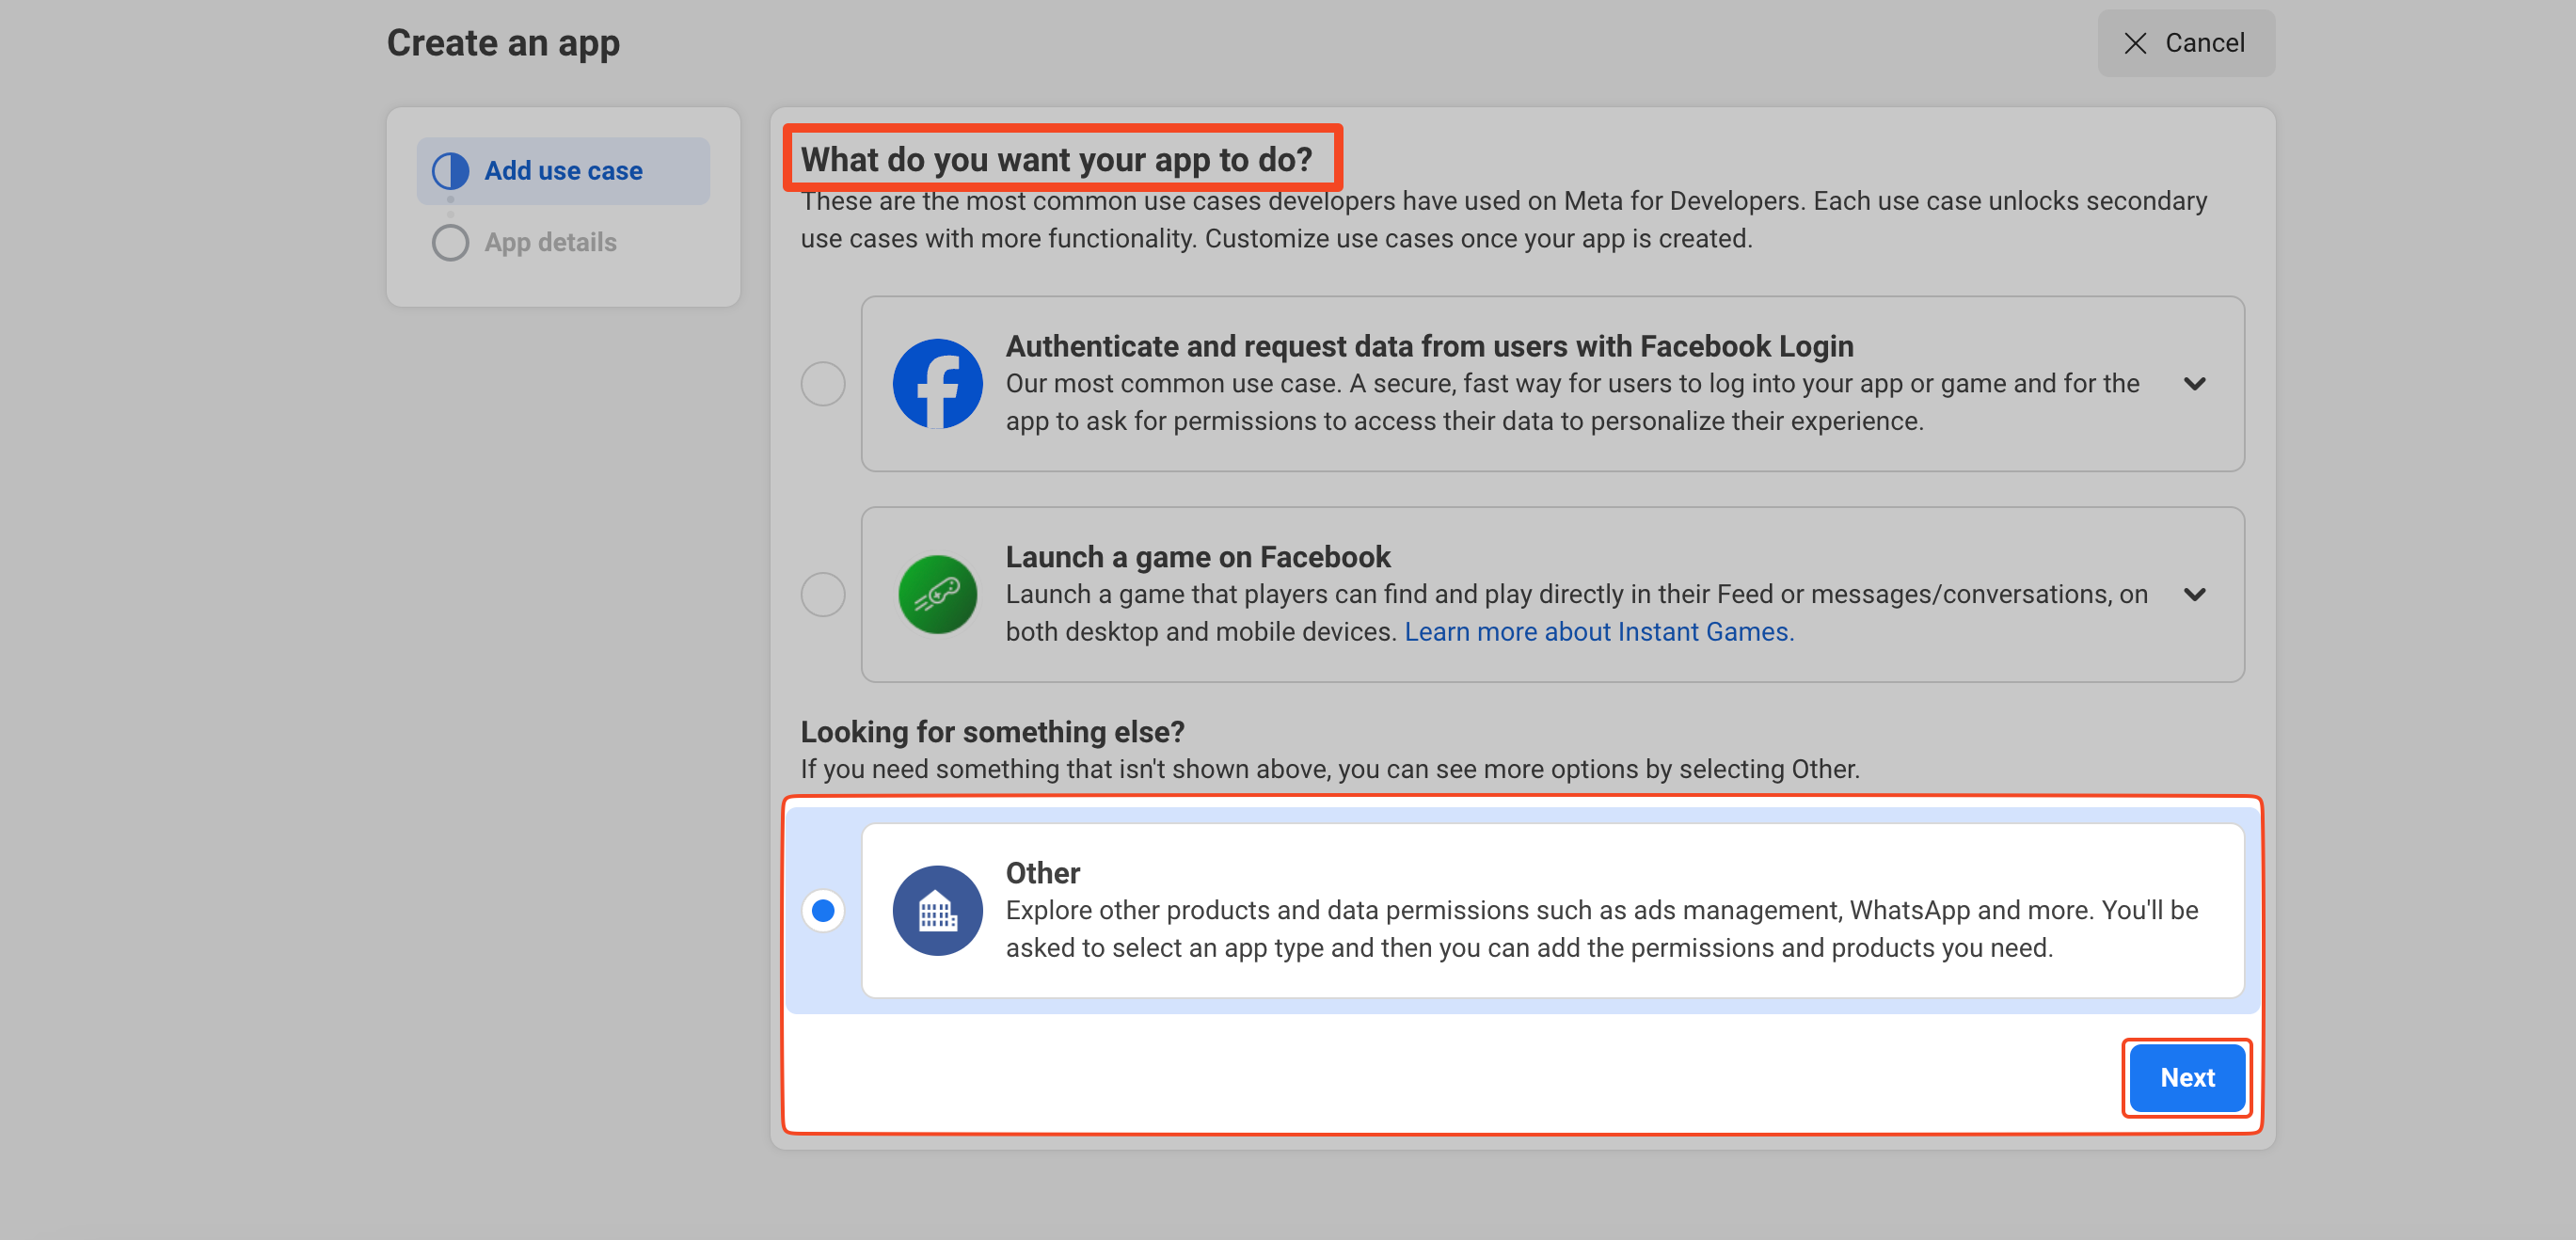 Create an app
Cancel
Add use case
App details
What do you want your app to do?
These are the most common use cases developers have used on Meta for Developers. Each use case unlocks secondary
use cases with more functionality. Customize use cases once your app is created.
Authenticate and request data from users with Facebook Login
Our most common use case. A secure, fast way for users to log into your app or game and for the
app to ask for permissions to access their data to personalize their experience.
Launch a game on Facebook
Launch a game that players can find and play directly in their Feed or messages/conversations, on
both desktop and mobile devices. Learn more about Instant Games.
Looking for something else?
If you need something that isn't shown above, you can see more options by selecting Other.
Other
Explore other products and data permissions such as ads management, WhatsApp and more. You'll be
asked to select an app type and then you can add the permissions and products you need.
Next